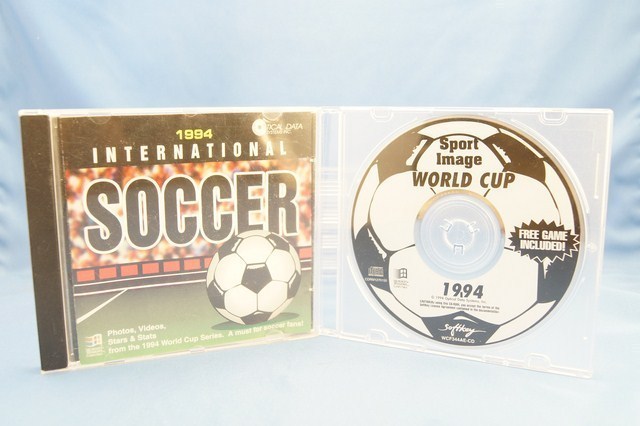 1994
INTERNATIONAL
SOCCER
Photos, Videos,
Stars & Stats
from the 1994 World Cup Series. A must for soccer fans!
Sport
Image
WORLD CUP
FREE GAME
INCLUDED!
1994
Softkey